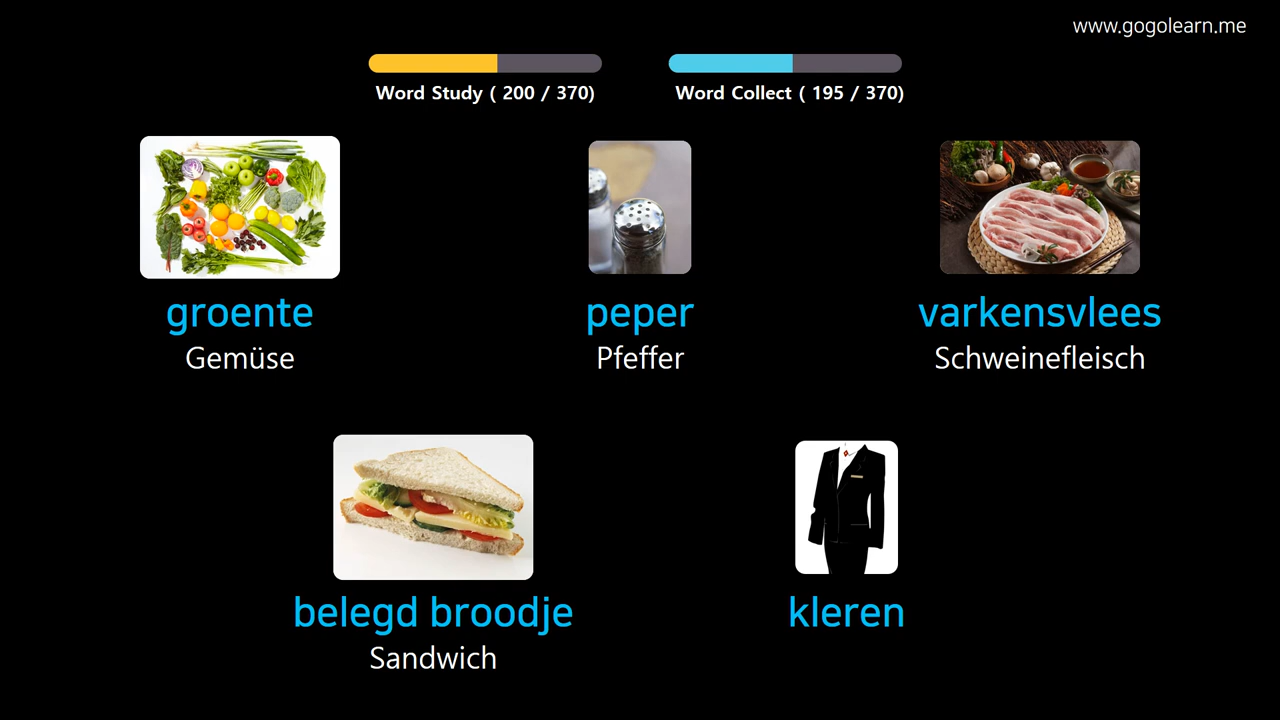 www.gogolearn.me
Word Study ( 200 / 370)
Word Collect ( 195 / 370)
groente
Gemüse
peper
Pfeffer
varkensvlees
Schweinefleisch
belegd broodje
Sandwich
kleren